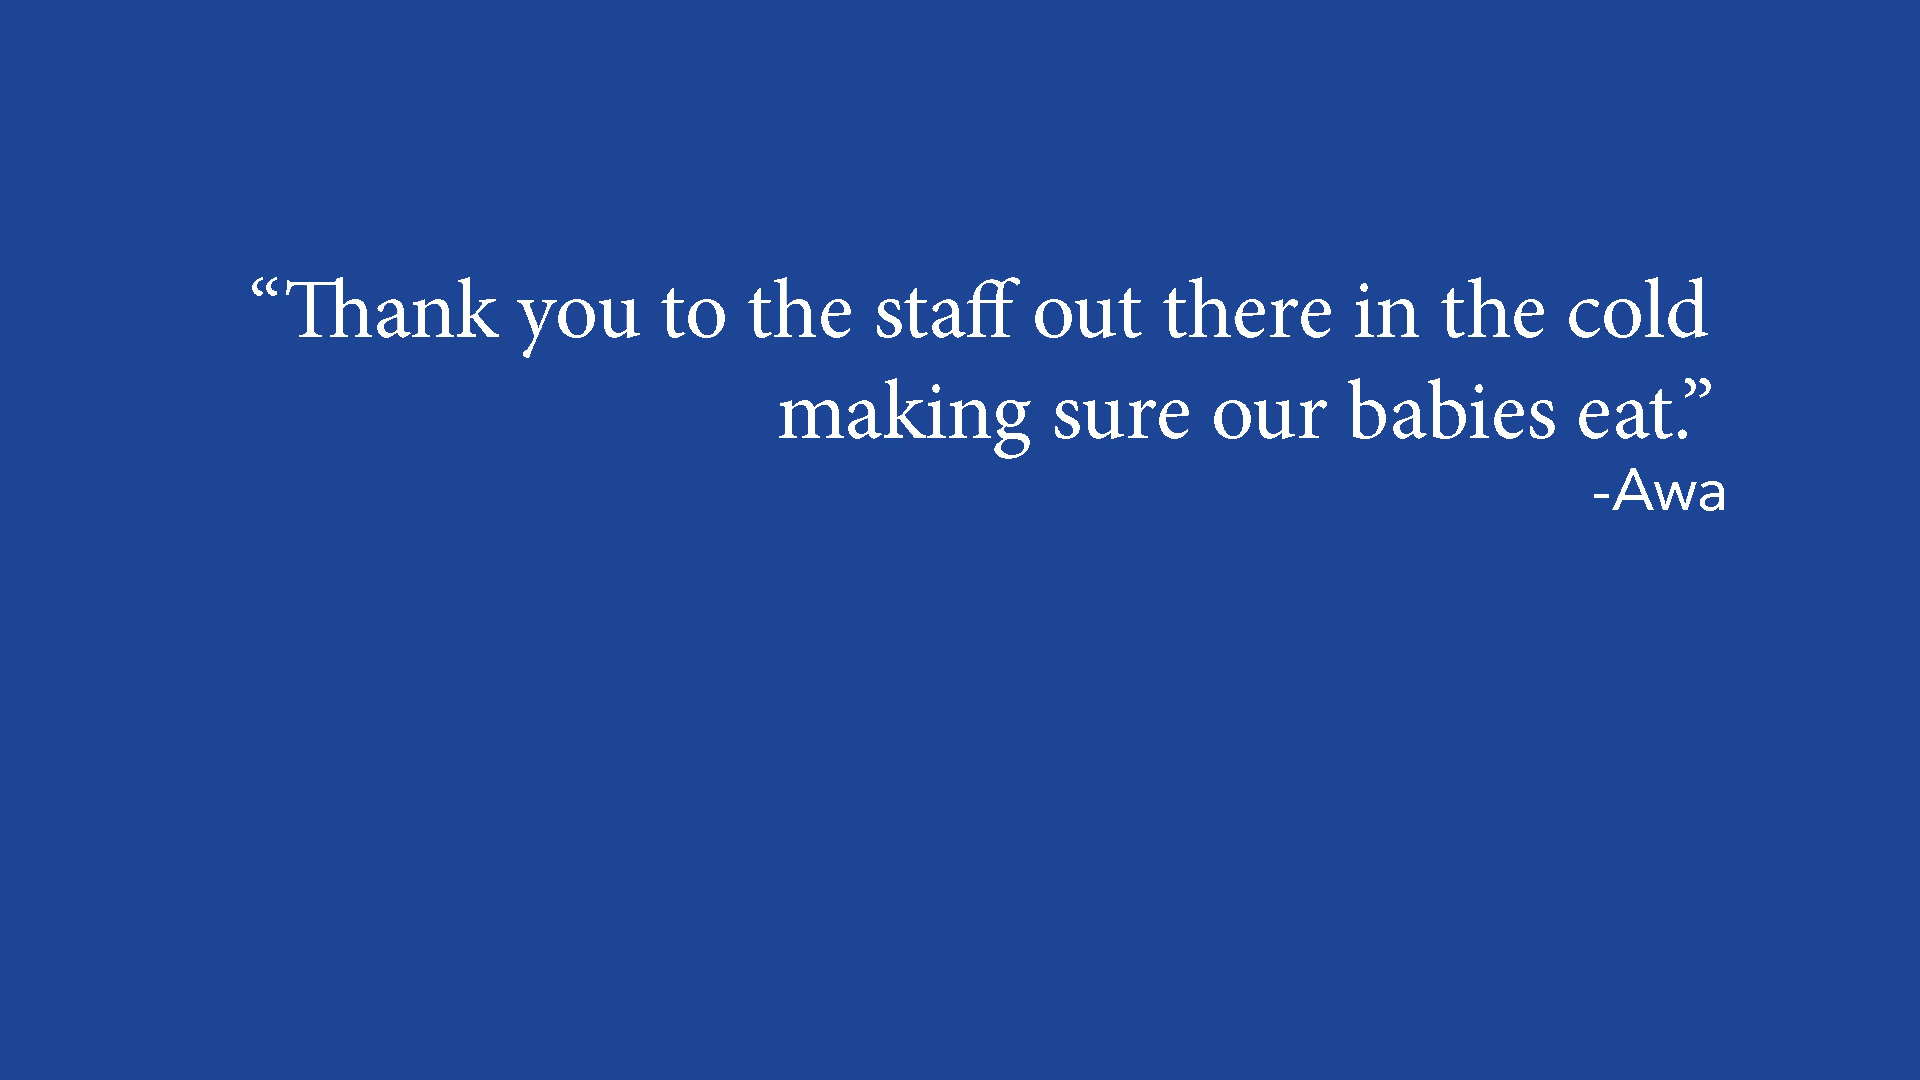 “Thank you to the staff out there in the cold
making sure our babies eat.”
-Awa